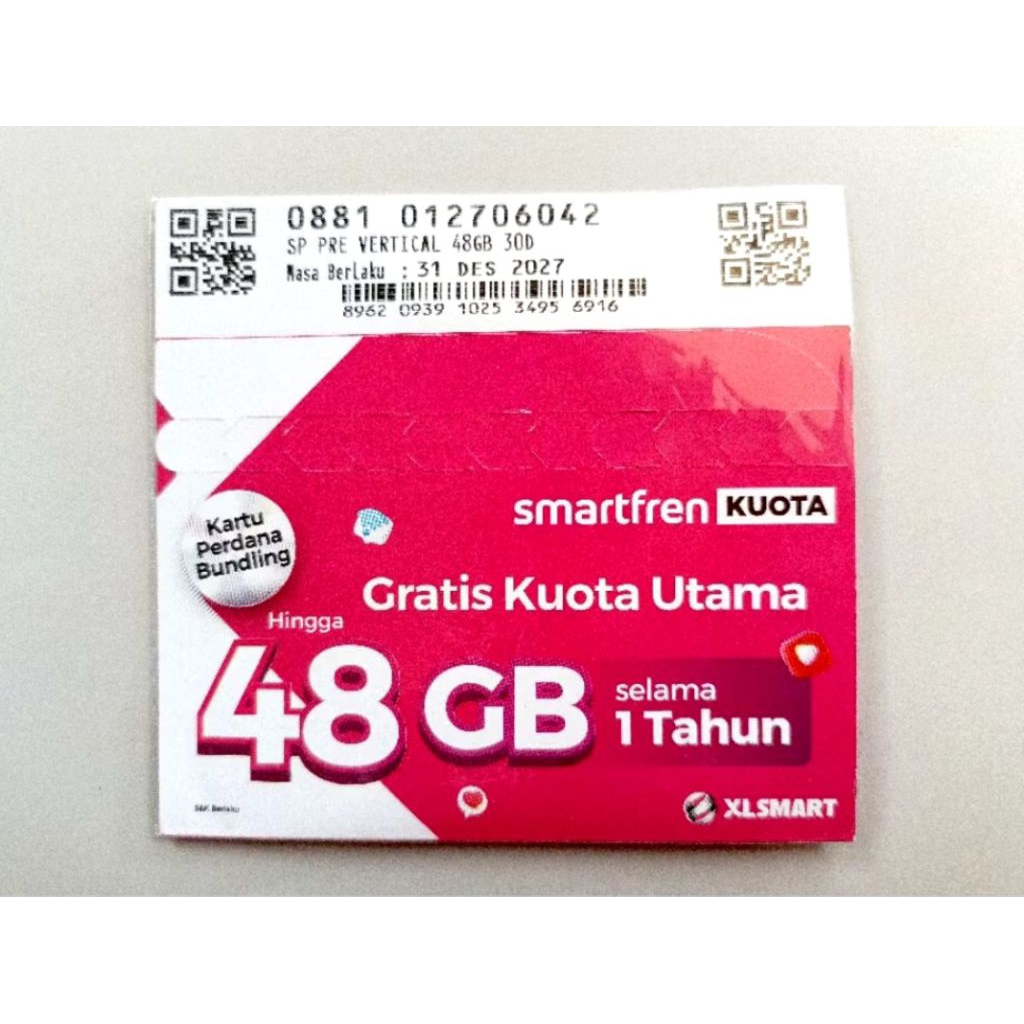 0881 012706042
SP PRE VERTICAL 48GB 30D
Masa Berlaku : 31 DES 2027
8962 0939 1025 3495 6916
smartfren KUOTA
Kartu
Perdana
Bundling
Gratis Kuota Utama
Hingga
48 GB
selama
1 Tahun
S&K Berlaku
XLSMART